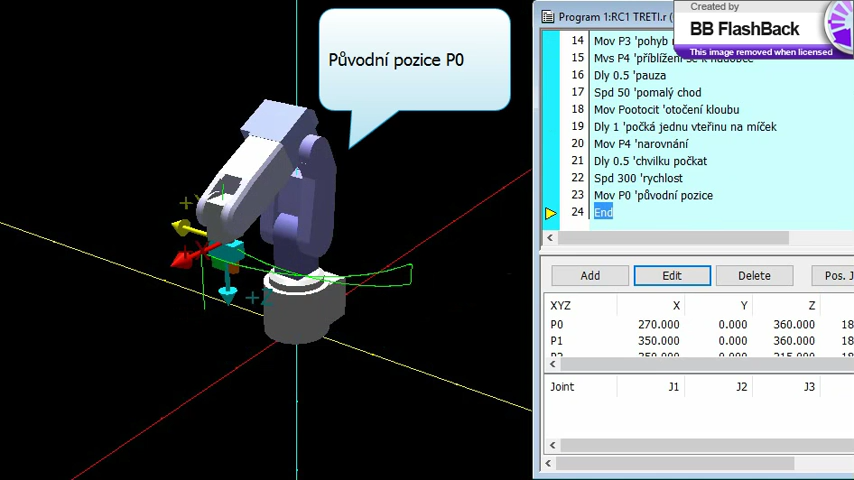 Původní pozice P0
+Y
+X
+Z
Program 1:RC1 TRETI.r
Created by
BB FlashBack
This image removed when licensed
14 Mov P3 'pohyb
15 Mvs P4 'přiblížení se k nádobce
16 Dly 0.5 'pauza
17 Spd 50 'pomalý chod
18 Mov Pootocit 'otočení kloubu
19 Dly 1 'počká jednu vteřinu na míček
20 Mov P4 'narovnání
21 Dly 0.5 'chvilku počkat
22 Spd 300 'rychlost
23 Mov P0 'původní pozice
24 End
Add Edit Delete Pos. J
XYZ X Y Z
P0 270.000 0.000 360.000 18
P1 350.000 0.000 360.000 18
Joint J1 J2 J3